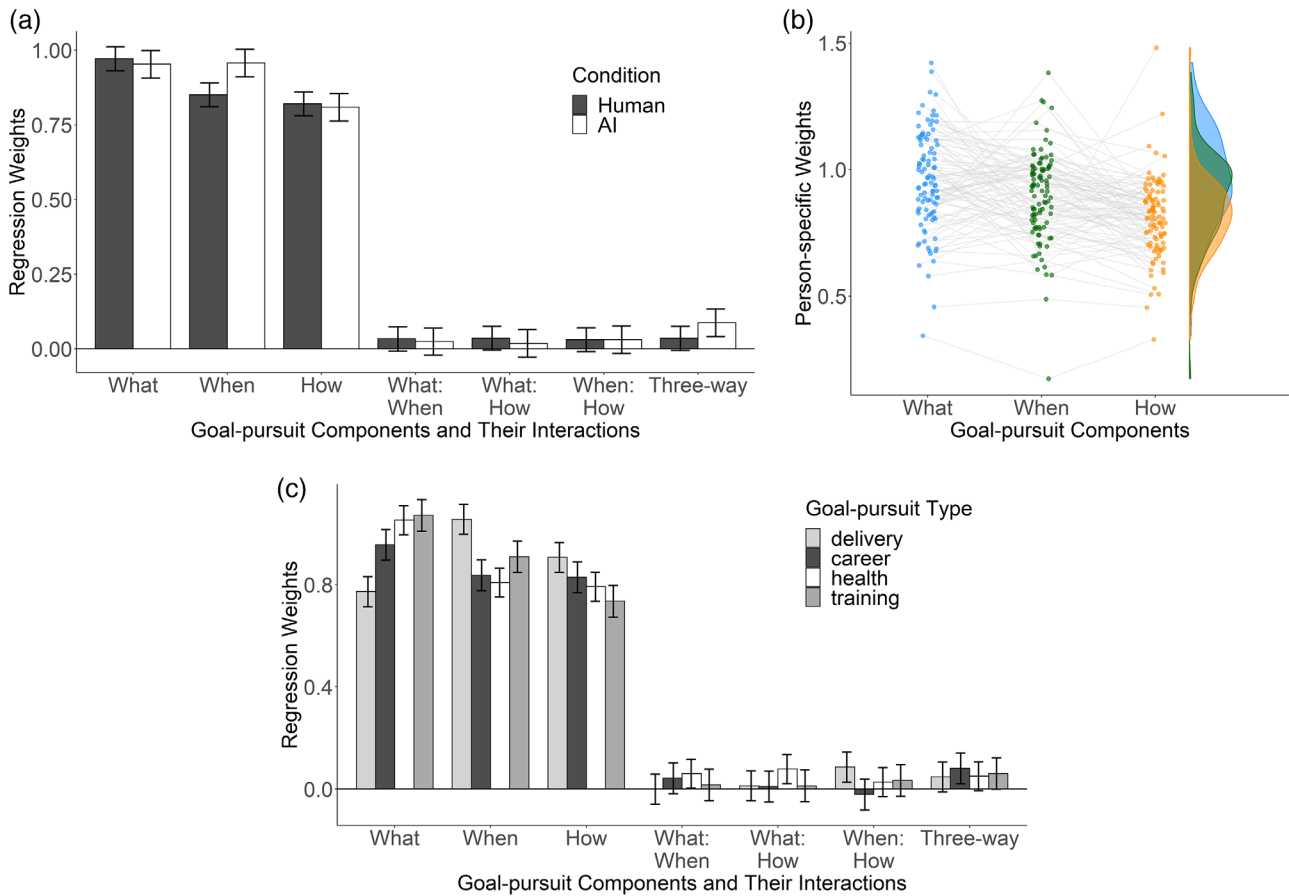 (a)
1.00
0.75
0.50
0.25
0.00
Regression Weights
Condition
Human
AI
What
When
How
What:
When
What:
How
When:
How
Three-way
Goal-pursuit Components and Their Interactions
(b)
1.5
1.0
0.5
Person-specific Weights
What
When
How
Goal-pursuit Components
(c)
0.8
0.4
0.0
Regression Weights
Goal-pursuit Type
delivery
career
health
training
What
When
How
What:
When
What:
How
When:
How
Three-way
Goal-pursuit Components and Their Interactions